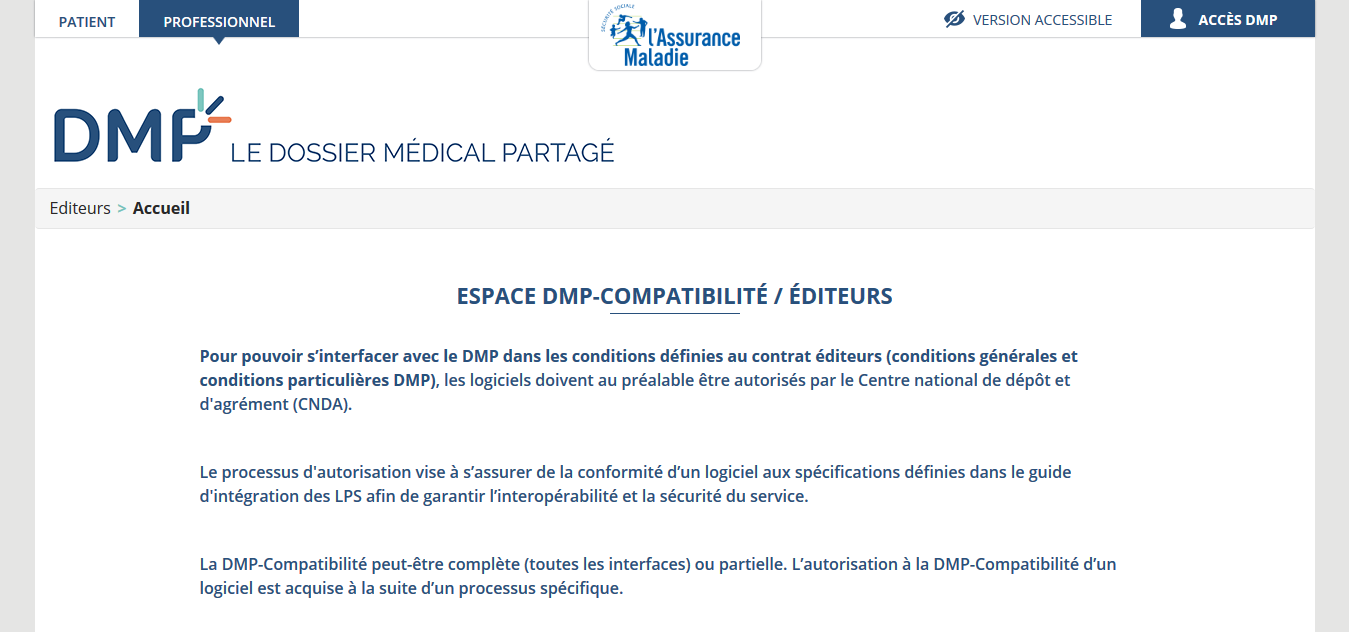 PATIENT
PROFESSIONNEL
SÉCURITÉ SOCIALE
l'Assurance
Maladie
VERSION ACCESSIBLE
ACCÈS DMP
DMP
LE DOSSIER MÉDICAL PARTAGÉ
Editeurs > Accueil
ESPACE DMP-COMPATIBILITÉ / ÉDITEURS
Pour pouvoir s’interfacer avec le DMP dans les conditions définies au contrat éditeurs (conditions générales et
conditions particulières DMP), les logiciels doivent au préalable être autorisés par le Centre national de dépôt et
d'agrément (CNDA).
Le processus d'autorisation vise à s’assurer de la conformité d’un logiciel aux spécifications définies dans le guide
d'intégration des LPS afin de garantir l’interopérabilité et la sécurité du service.
La DMP-Compatibilité peut-être complète (toutes les interfaces) ou partielle. L’autorisation à la DMP-Compatibilité d’un
logiciel est acquise à la suite d’un processus spécifique.